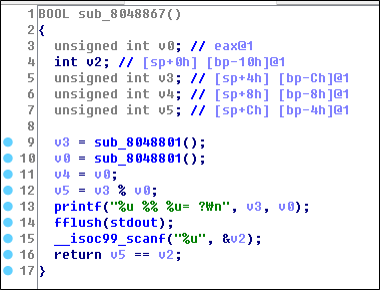 1 BOOL sub_8048867()
2 {
3 unsigned int v0; // eax@1
4 int v2; // [sp+0h] [bp-10h]@1
5 unsigned int v3; // [sp+4h] [bp-Ch]@1
6 unsigned int v4; // [sp+8h] [bp-8h]@1
7 unsigned int v5; // [sp+Ch] [bp-4h]@1
8
9 v3 = sub_8048801();
10 v0 = sub_8048801();
11 v4 = v0;
12 v5 = v3 % v0;
13 printf("%u %% %u= ?₩n", v3, v0);
14 fflush(stdout);
15 __isoc99_scanf("%u", &v2);
16 return v5 == v2;
17 }